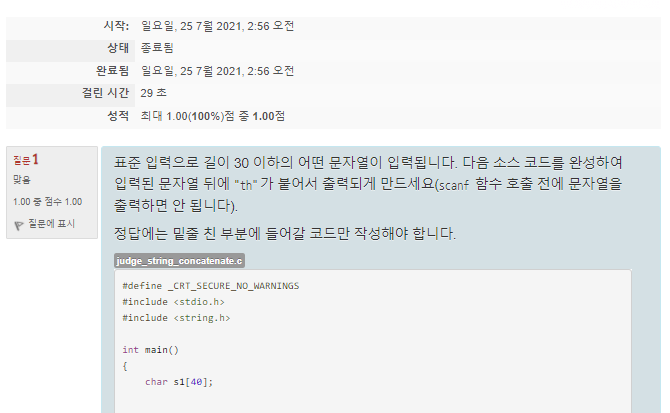 시작: 일요일, 25 7월 2021, 2:56 오전
상태 종료됨
완료됨 일요일, 25 7월 2021, 2:56 오전
걸린 시간 29 초
성적 최대 1.00(100%)점 중 1.00점
질문 1
맞음
1.00 중 점수 1.00
질문에 표시
표준 입력으로 길이 30 이하의 어떤 문자열이 입력됩니다. 다음 소스 코드를 완성하여
입력된 문자열 뒤에 "th"가 붙어서 출력되게 만드세요(scanf 함수 호출 전에 문자열을
출력하면 안 됩니다).
정답에는 밑줄 친 부분에 들어갈 코드만 작성해야 합니다.
judge_string_concatenate.c
#define _CRT_SECURE_NO_WARNINGS
#include <stdio.h>
#include <string.h>
int main()
{
char s1[40];